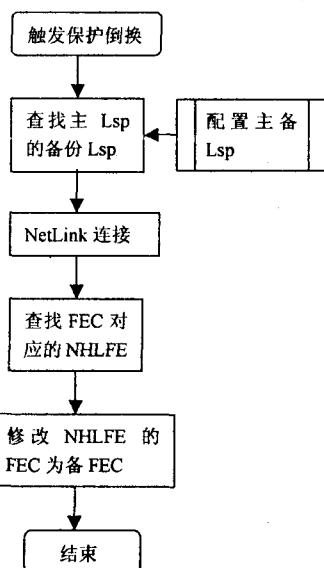 触发保护倒换
查找主 Lsp
的备份 Lsp
配置主备
Lsp
NetLink 连接
查找 FEC 对
应的 NHLFE
修改 NHLFE 的
FEC 为备 FEC
结束